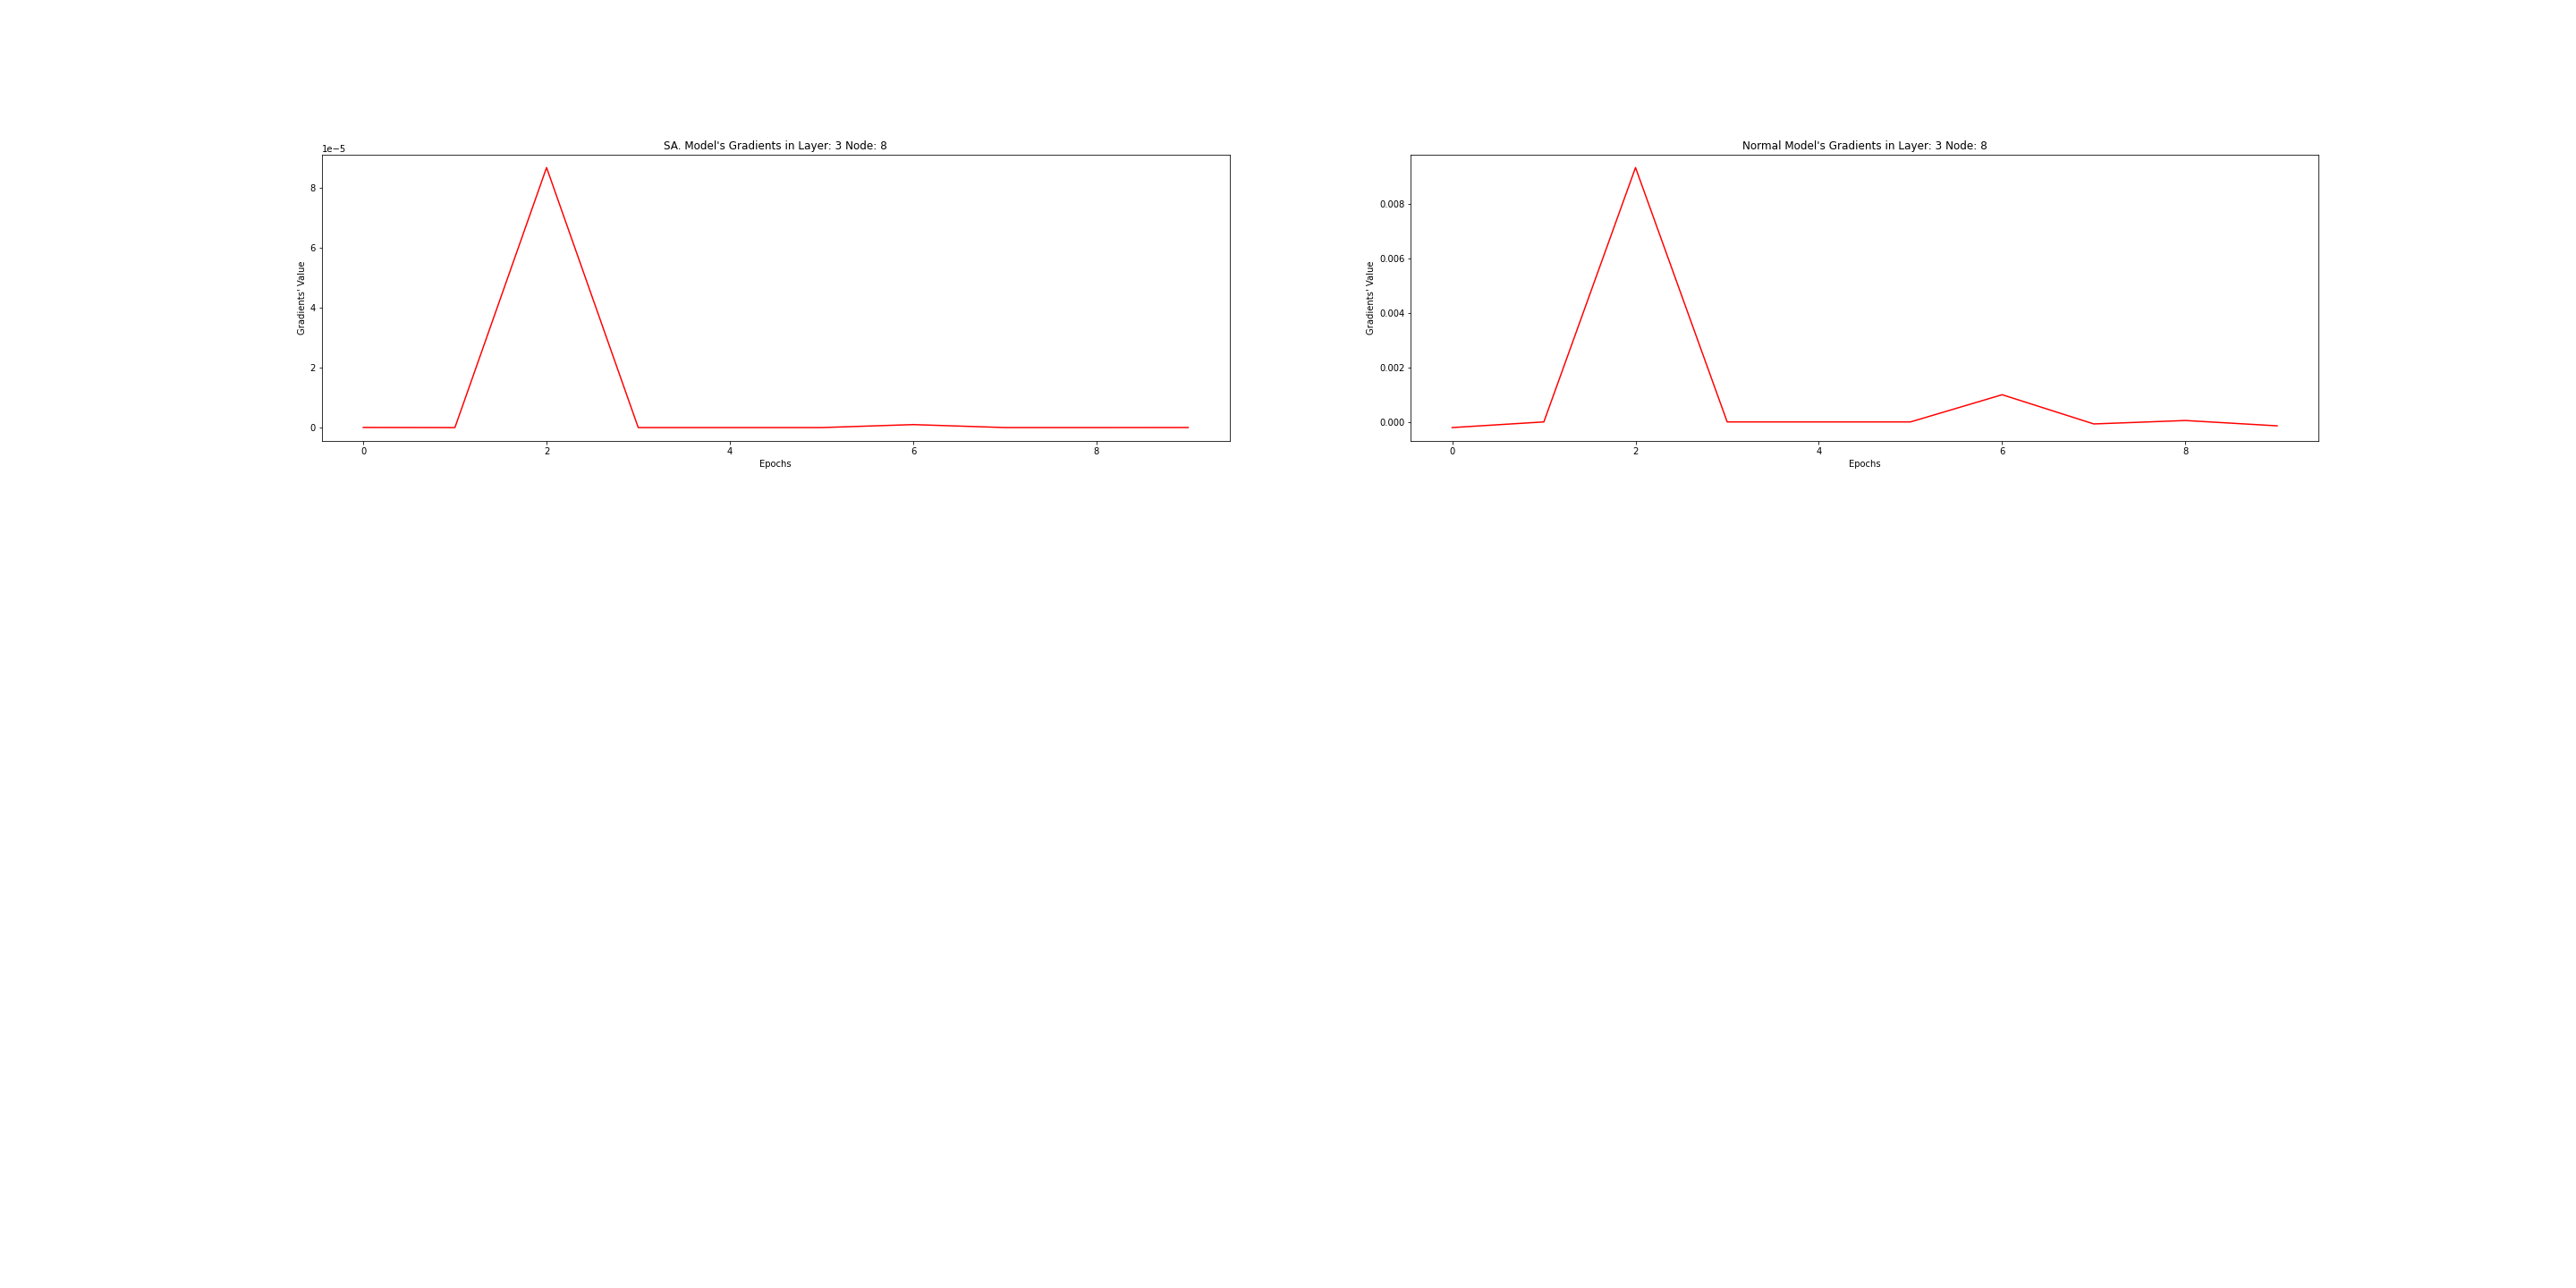 SA. Model's Gradients in Layer: 3 Node: 8
1e−5
8
6
4
2
0
Gradients' Value
0 2 4 6 8
Epochs
Normal Model's Gradients in Layer: 3 Node: 8
0.008
0.006
0.004
0.002
0.000
Gradients' Value
0 2 4 6 8
Epochs